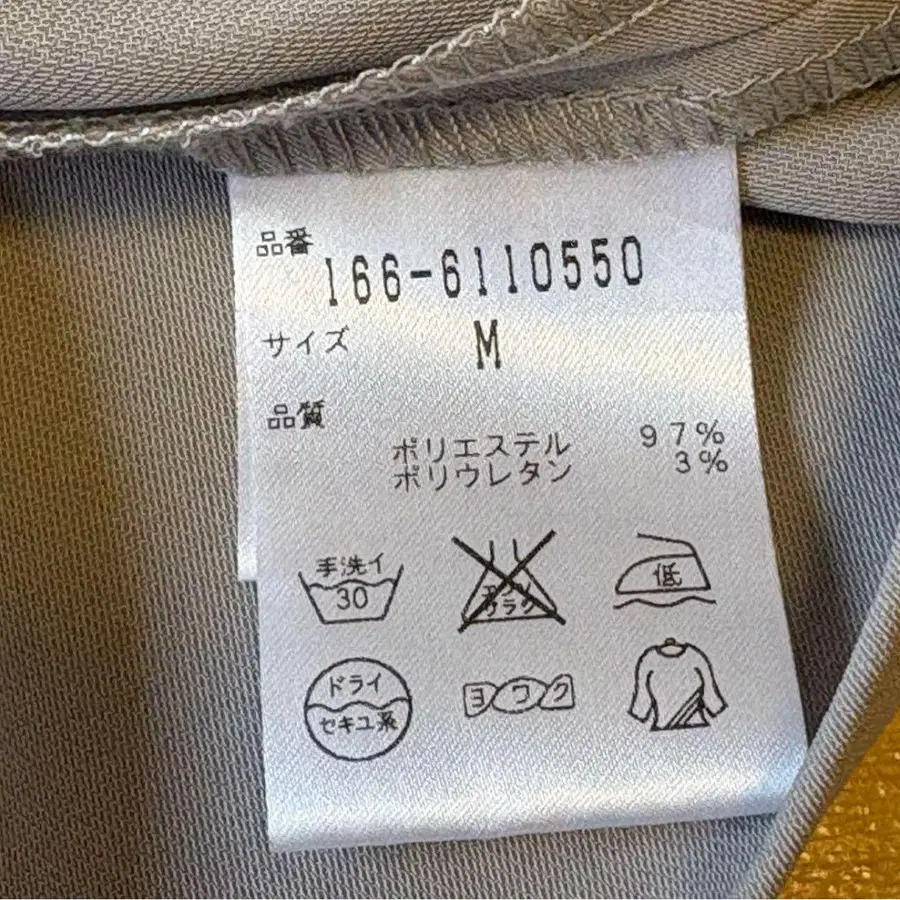 品番
166-6110550
サイズ M
品質
ポリエステル 97%
ポリウレタン 3%
手洗イ
30
低
ドライ
セキユ系
ヨワク